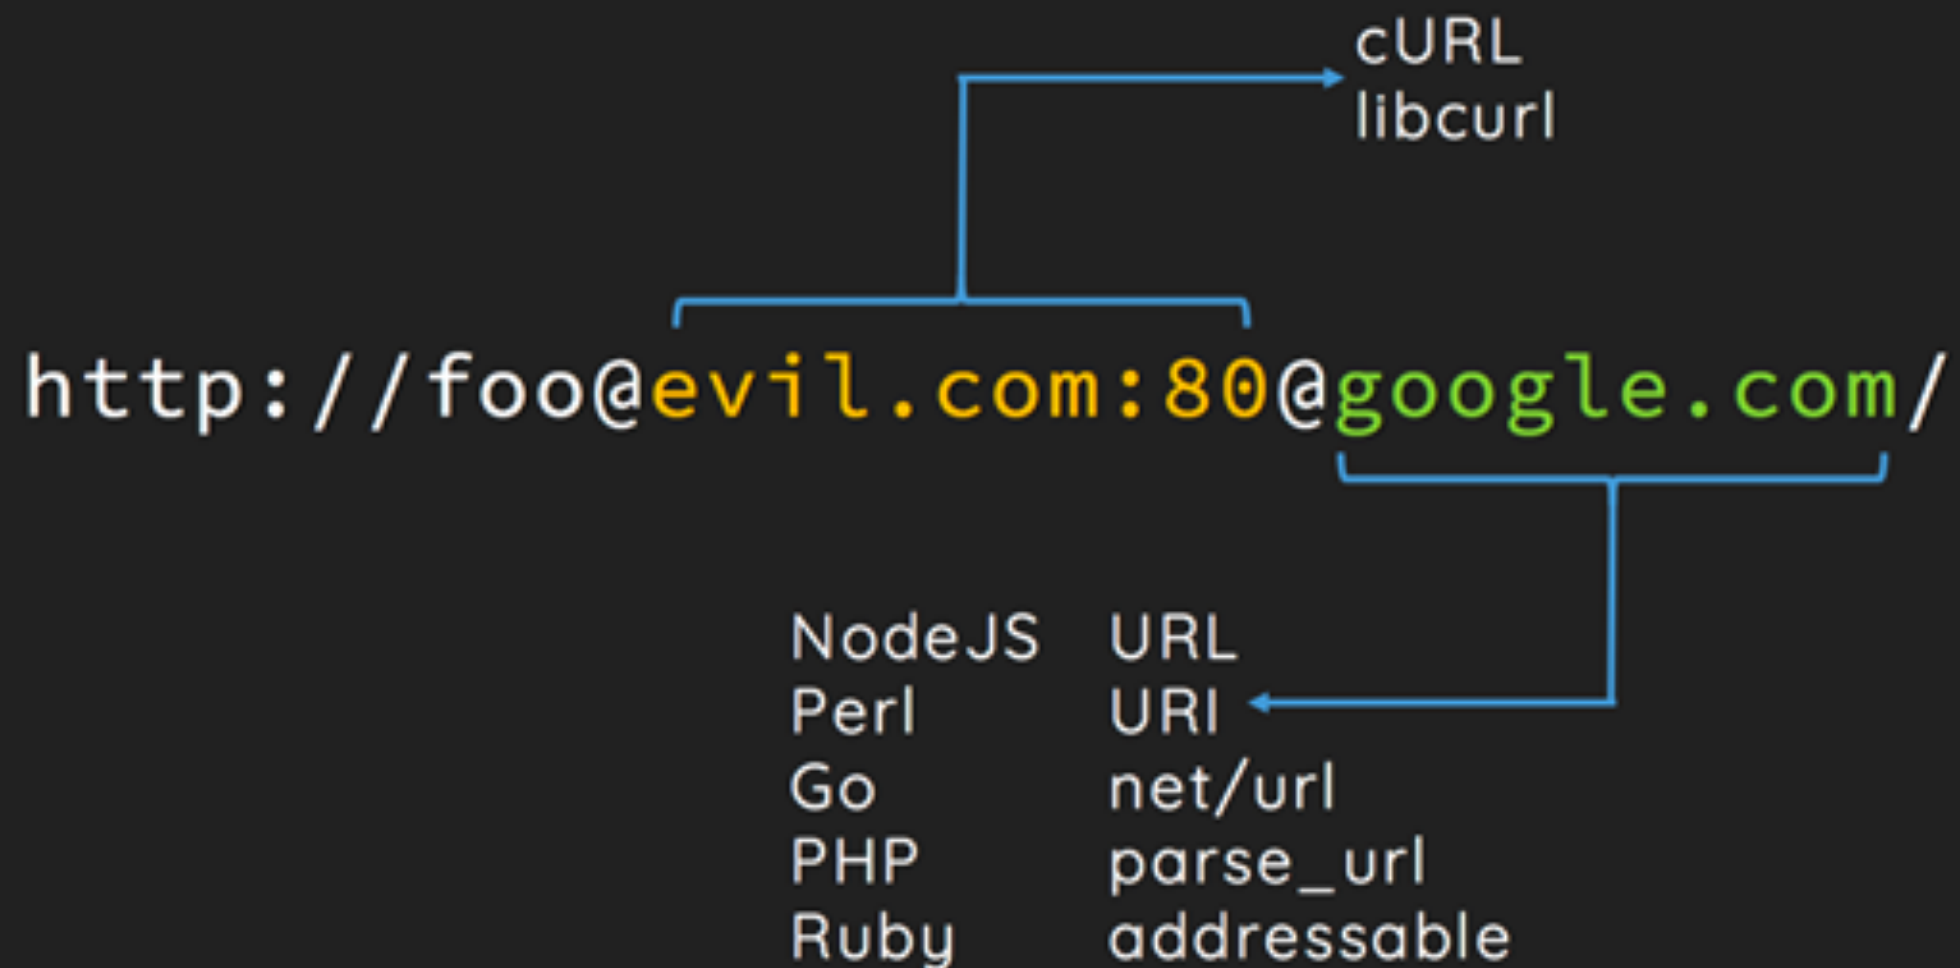 cURL
libcurl
http://foo@evil.com:80@google.com/
NodeJS URL
Perl URI
Go net/url
PHP parse_url
Ruby addressable